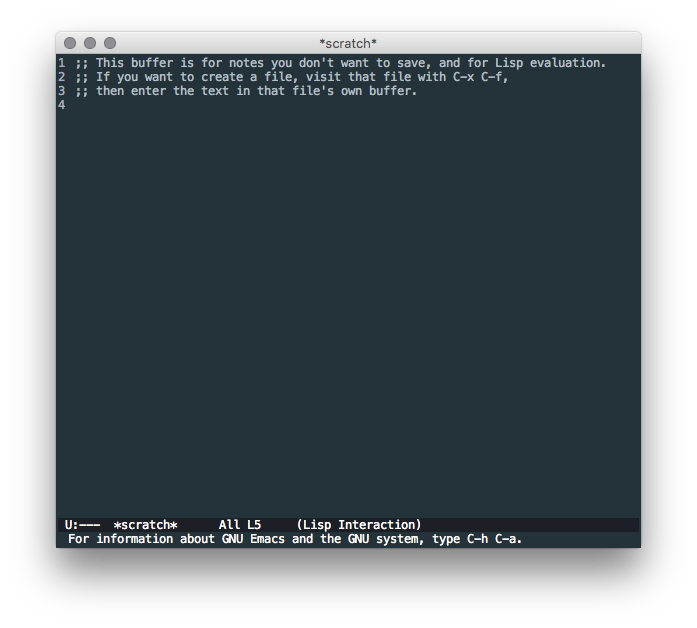 *scratch*
1 ;; This buffer is for notes you don't want to save, and for Lisp evaluation.
2 ;; If you want to create a file, visit that file with C-x C-f,
3 ;; then enter the text in that file's own buffer.
4
U:--- *scratch* All L5 (Lisp Interaction)
For information about GNU Emacs and the GNU system, type C-h C-a.